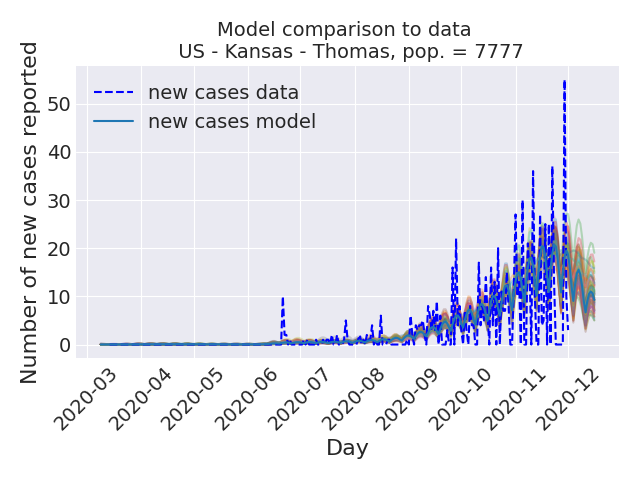 Model comparison to data
US - Kansas - Thomas, pop. = 7777
new cases data
new cases model
Number of new cases reported
50
40
30
20
10
0
2020-03
2020-04
2020-05
2020-06
2020-07
2020-08
2020-09
2020-10
2020-11
2020-12
Day